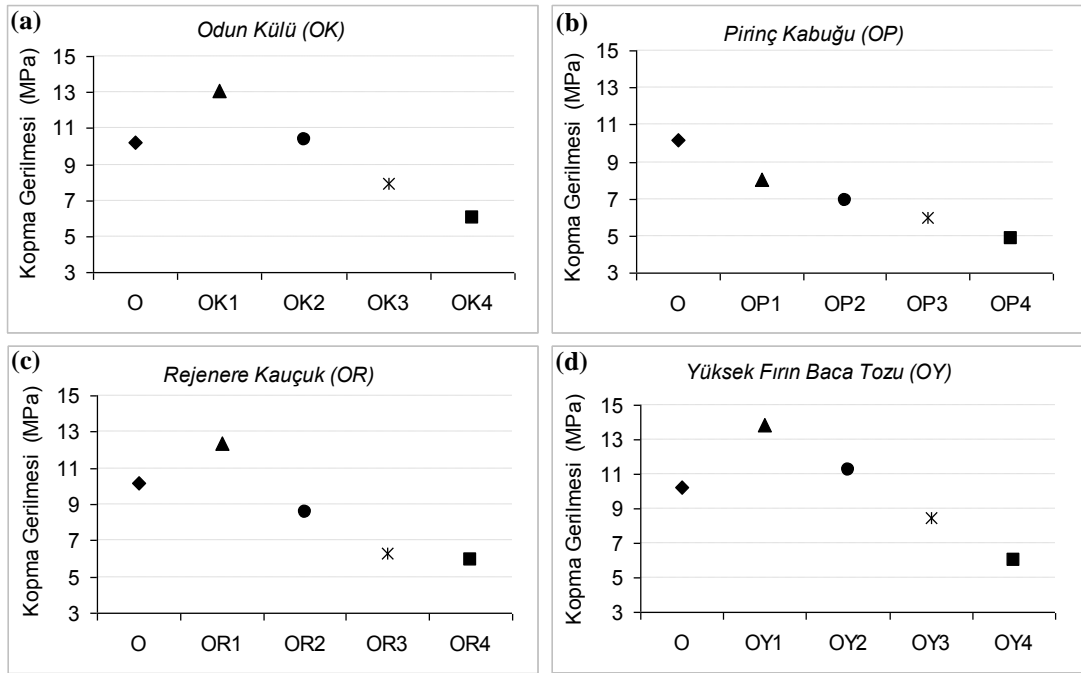 (a)
Odun Külü (OK)
Kopma Gerilmesi (MPa)
15
13
11
9
7
5
3
O OK1 OK2 OK3 OK4
(b)
Pirinç Kabuğu (OP)
Kopma Gerilmesi (MPa)
15
13
11
9
7
5
3
O OP1 OP2 OP3 OP4
(c)
Rejenere Kauçuk (OR)
Kopma Gerilmesi (MPa)
15
13
11
9
7
5
3
O OR1 OR2 OR3 OR4
(d)
Yüksek Fırın Baca Tozu (OY)
Kopma Gerilmesi (MPa)
15
13
11
9
7
5
3
O OY1 OY2 OY3 OY4